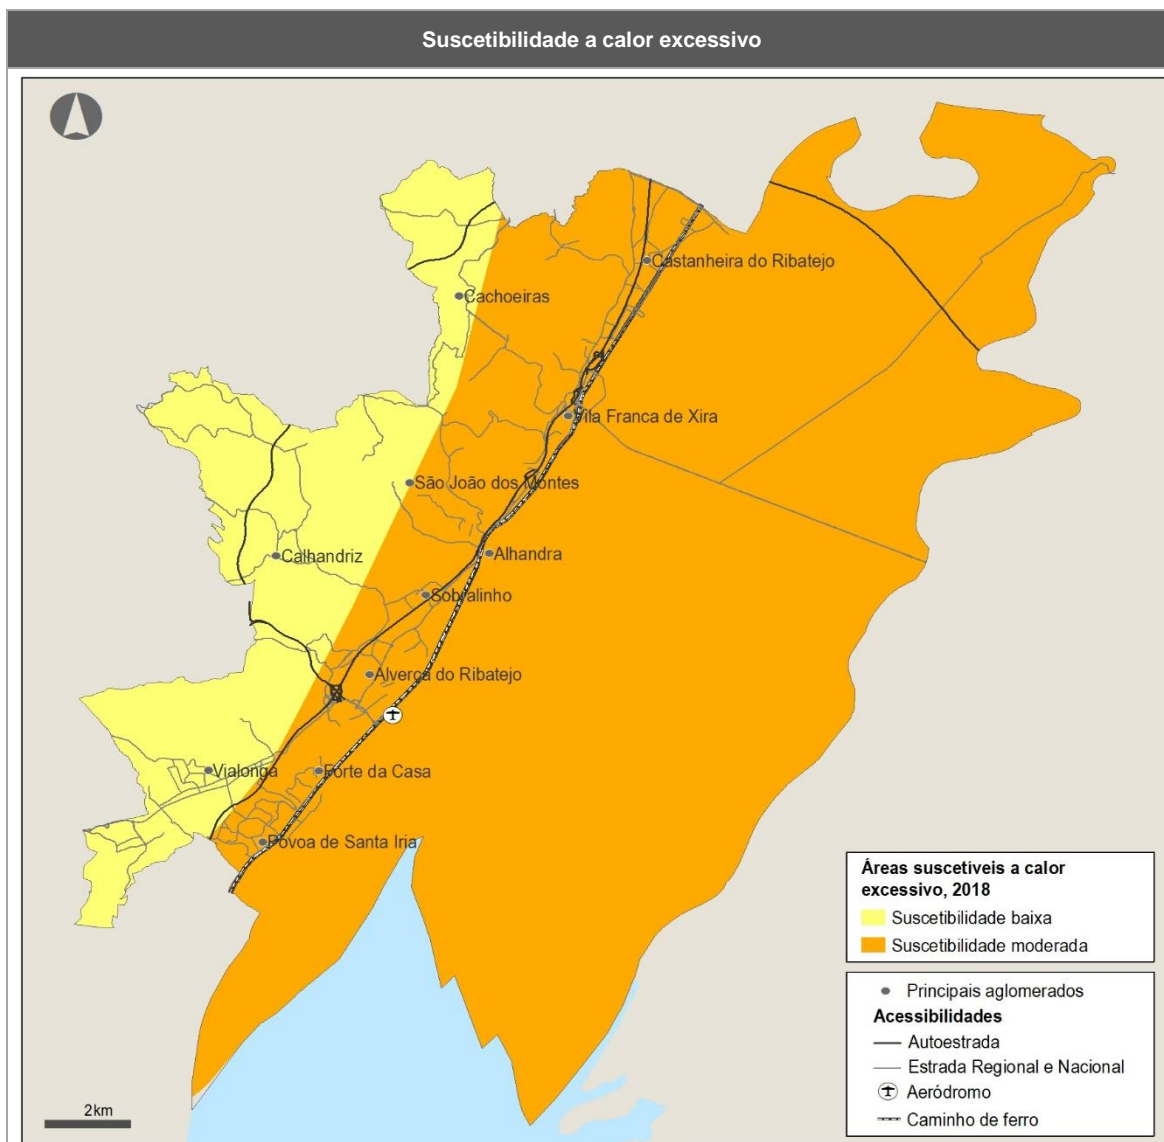 Suscetibilidade a calor excessivo
Castanheira do Ribatejo
Cachoeiras
Vila Franca de Xira
São João dos Montes
Alhandra
Calhandriz
Sobralinho
Alverca do Ribatejo
Vialonga
Forte da Casa
Póvoa de Santa Iria
Áreas suscetíveis a calor
excessivo, 2018
Suscetibilidade baixa
Suscetibilidade moderada
Principais aglomerados
Acessibilidades
Autoestrada
Estrada Regional e Nacional
Aeródromo
Caminho de ferro
2km